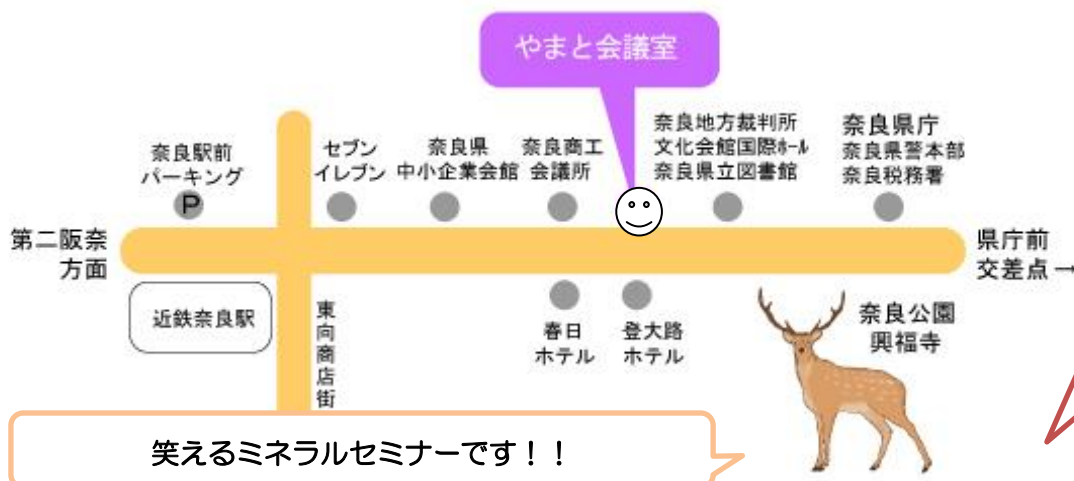 やまと会議室
奈良駅前
パーキング
P
セブン
イレブン
奈良県
中小企業会館
奈良商工
会議所
奈良地方裁判所
文化会館国際ホール
奈良県立図書館
奈良県庁
奈良県警本部
奈良税務署
第二阪奈
方面
県庁前
交差点→
近鉄奈良駅
東向商店街
春日
ホテル
登大路
ホテル
奈良公園
興福寺
笑えるミネラルセミナーです！！